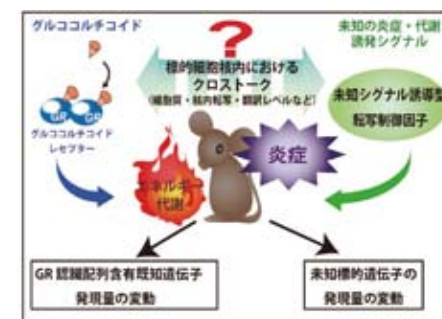 グルココルチコイド
?
未知の炎症・代謝
誘発シグナル
標的細胞核内における
クロストーク
(細胞質・核内転写・翻訳レベルなど)
GR
GR
グルココルチコイド
レセプター
未知シグナル誘導型
転写制御因子
エネルギー
代謝
炎症
GR 認識配列含有既知遺伝子
発現量の変動
未知標的遺伝子の
発現量の変動